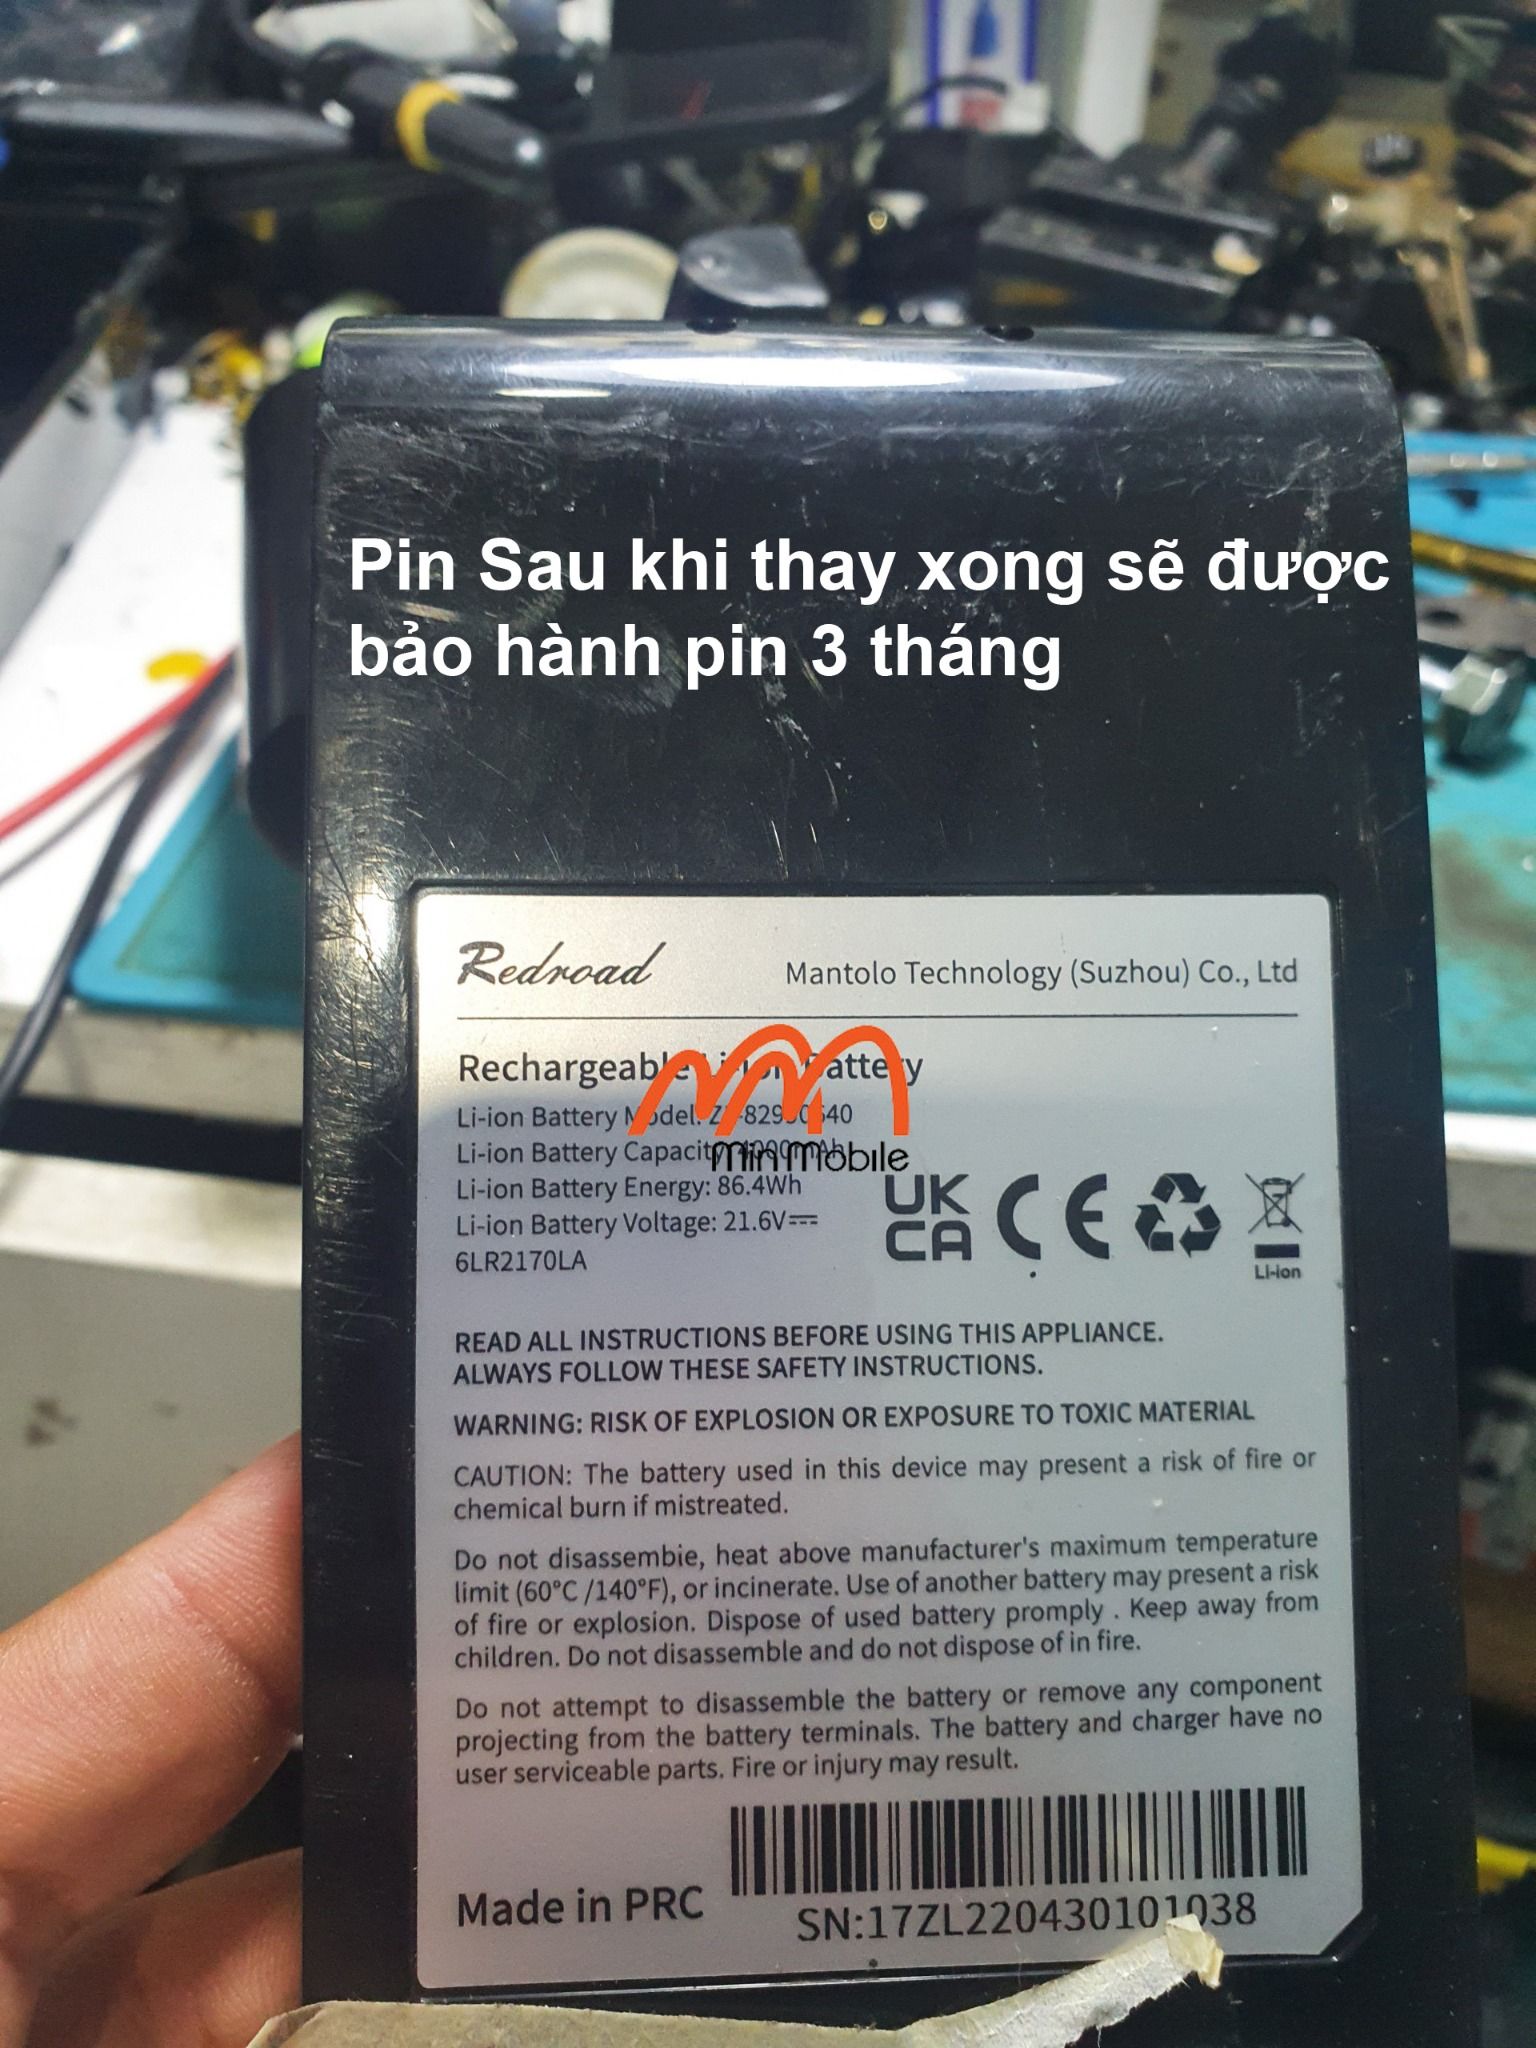 Pin Sau khi thay xong sẽ được
bảo hành pin 3 tháng
Redroad
Mantolo Technology (Suzhou) Co., Ltd
Rechargeable Li-ion Battery
Li-ion Battery Model:
Li-ion Battery Capacity: 4000mAh
Min Mobile
Li-ion Battery Energy: 86.4Wh
Li-ion Battery Voltage: 21.6V
6LR2170LA
UK
CA
CE
Li-ion
READ ALL INSTRUCTIONS BEFORE USING THIS APPLIANCE.
ALWAYS FOLLOW THESE SAFETY INSTRUCTIONS.
WARNING: RISK OF EXPLOSION OR EXPOSURE TO TOXIC MATERIAL
CAUTION: The battery used in this device may present a risk of fire or
chemical burn if mistreated.
Do not disassembie, heat above manufacturer's maximum temperature
limit (60°C /140°F), or incinerate. Use of another battery may present a risk
of fire or explosion. Dispose of used battery promply . Keep away from
children. Do not disassemble and do not dispose of in fire.
Do not attempt to disassemble the battery or remove any component
projecting from the battery terminals. The battery and charger have no
user serviceable parts. Fire or injury may result.
Made in PRC
SN:17ZL220430101038